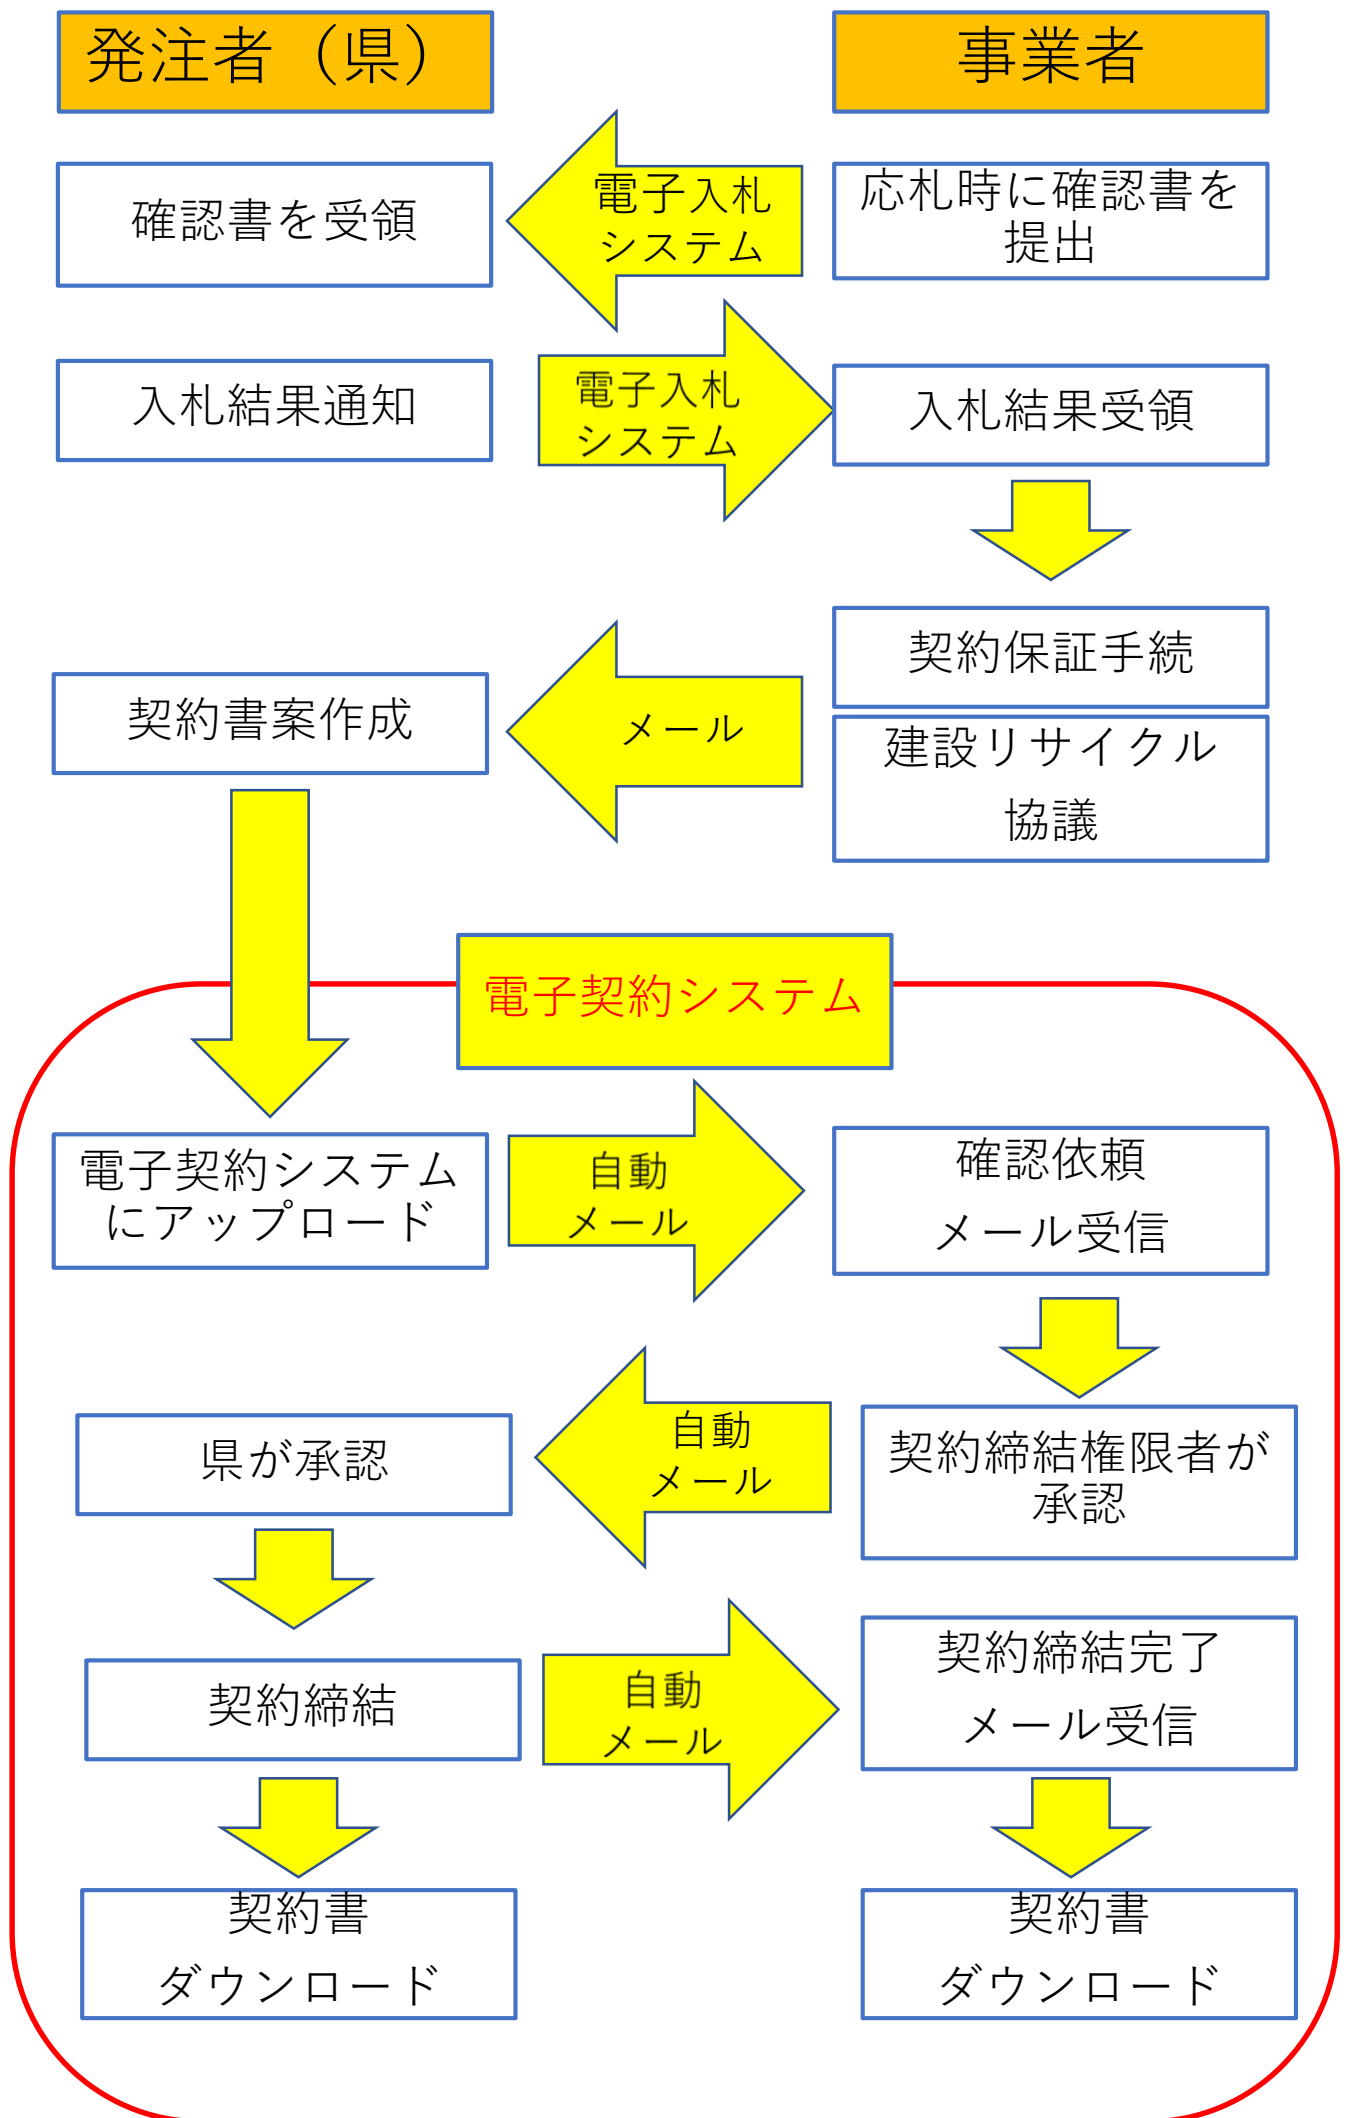 発注者（県）
事業者
確認書を受領
電子入札
システム
応札時に確認書を
提出
入札結果通知
電子入札
システム
入札結果受領
契約保証手続
契約書案作成
メール
建設リサイクル
協議
電子契約システム
電子契約システム
にアップロード
自動
メール
確認依頼
メール受信
県が承認
自動
メール
契約締結権限者が
承認
契約締結
自動
メール
契約締結完了
メール受信
契約書
ダウンロード
契約書
ダウンロード